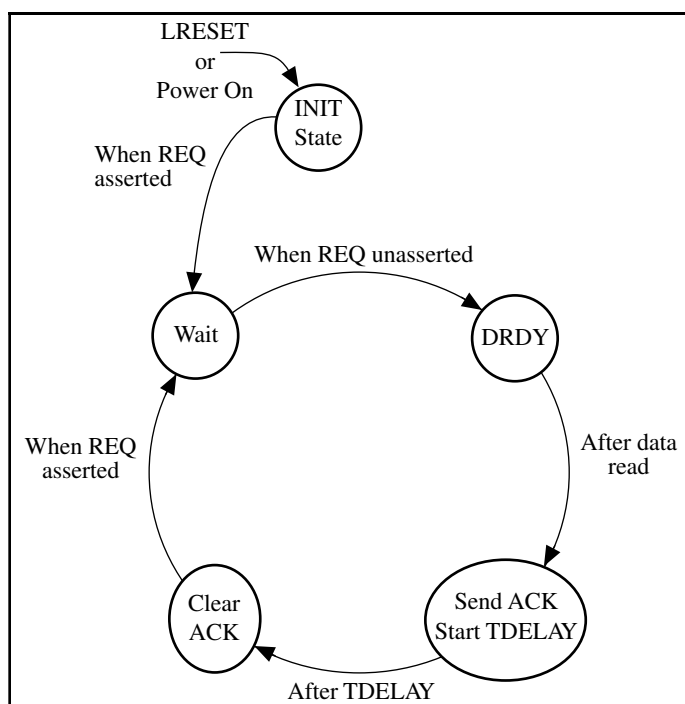 LRESET
or
Power On
INIT
State
When REQ
asserted
When REQ unasserted
Wait
DRDY
When REQ
asserted
After data
read
Clear
ACK
Send ACK
Start TDELAY
After TDELAY